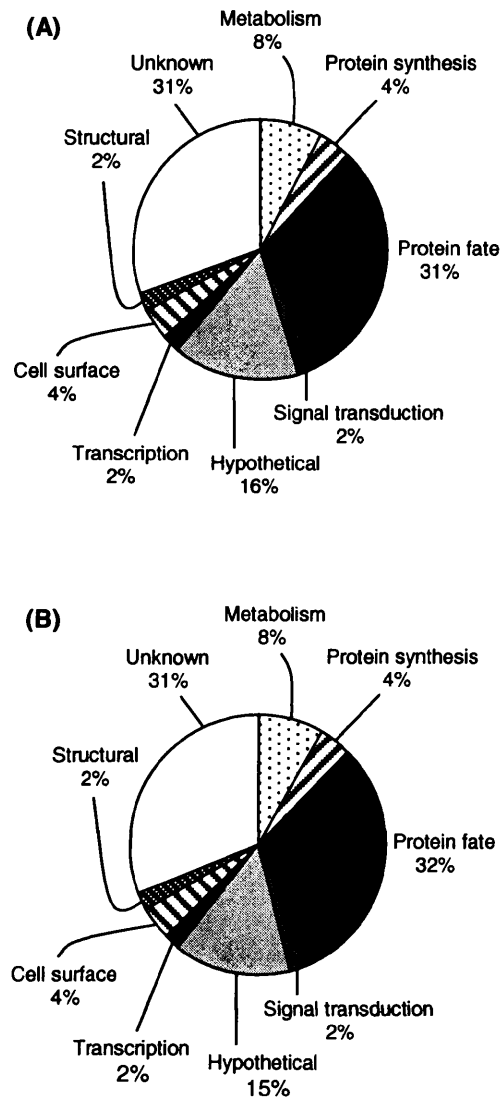 (A)
Metabolism
8%
Unknown
31%
Protein synthesis
4%
Structural
2%
Protein fate
31%
Cell surface
4%
Signal transduction
2%
Transcription
2%
Hypothetical
16%
(B)
Metabolism
8%
Unknown
31%
Protein synthesis
4%
Structural
2%
Protein fate
32%
Cell surface
4%
Signal transduction
2%
Transcription
2%
Hypothetical
15%